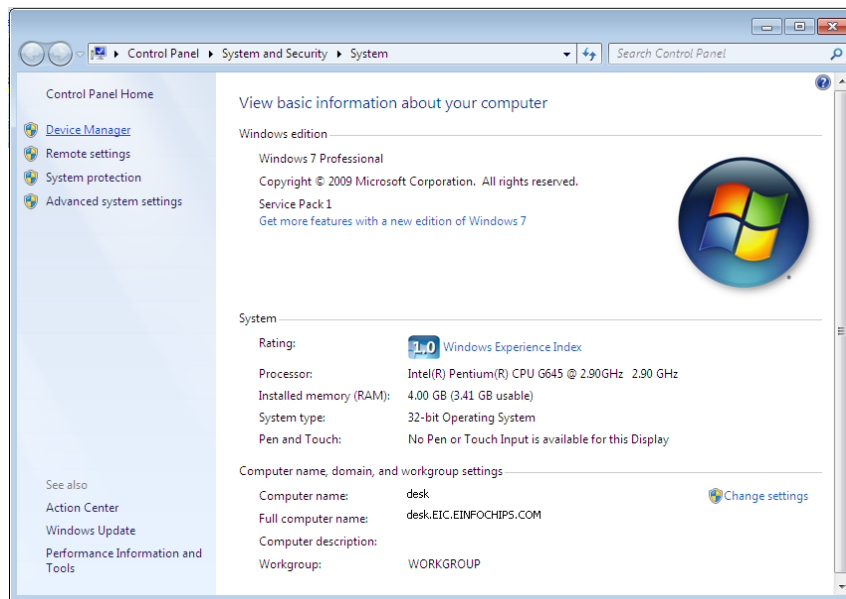 Control Panel ▸ System and Security ▸ System
Search Control Panel
Control Panel Home
Device Manager
Remote settings
System protection
Advanced system settings
See also
Action Center
Windows Update
Performance Information and
Tools
View basic information about your computer
Windows edition
Windows 7 Professional
Copyright © 2009 Microsoft Corporation. All rights reserved.
Service Pack 1
Get more features with a new edition of Windows 7
System
Rating: 1,0 Windows Experience Index
Processor: Intel(R) Pentium(R) CPU G645 @ 2.90GHz 2.90 GHz
Installed memory (RAM): 4.00 GB (3.41 GB usable)
System type: 32-bit Operating System
Pen and Touch: No Pen or Touch Input is available for this Display
Computer name, domain, and workgroup settings
Computer name: desk
Change settings
Full computer name: desk.EIC.EINFOCHIPS.COM
Computer description:
Workgroup: WORKGROUP